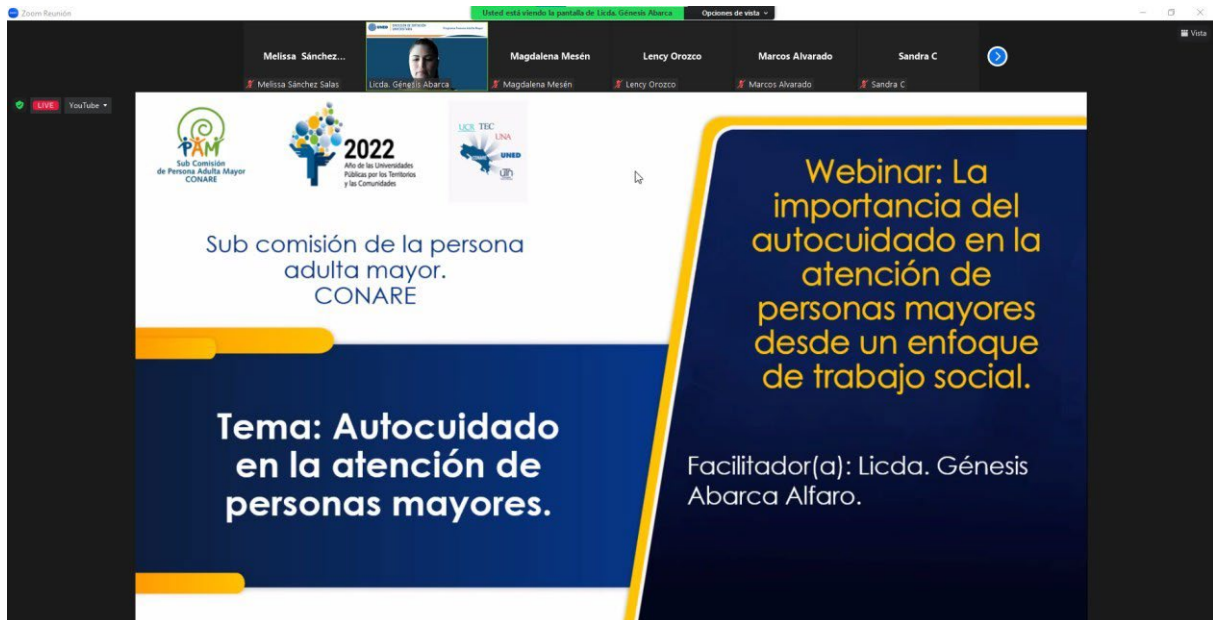 Zoom Reunión
Usted está viendo la pantalla de Licda. Génesis Abarca
Opciones de vista
Vista
Melissa Sánchez...
Magdalena Mesén
Lency Orozco
Marcos Alvarado
Sandra C
UNED
Melissa Sánchez Salas
Licda. Génesis Abarca
Magdalena Mesén
Lency Orozco
Marcos Alvarado
Sandra C
LIVE
YouTube
PAM
Sub Comisión
de Persona Adulta Mayor
CONARE
2022
Año de las Universidades
Públicas por los Territorios
y las Comunidades
UCR TEC
UNA
CONARE
UNED
UTN
Sub comisión de la persona
adulta mayor.
CONARE
Tema: Autocuidado
en la atención de
personas mayores.
Webinar: La
importancia del
autocuidado en la
atención de
personas mayores
desde un enfoque
de trabajo social.
Facilitador(a): Licda. Génesis
Abarca Alfaro.